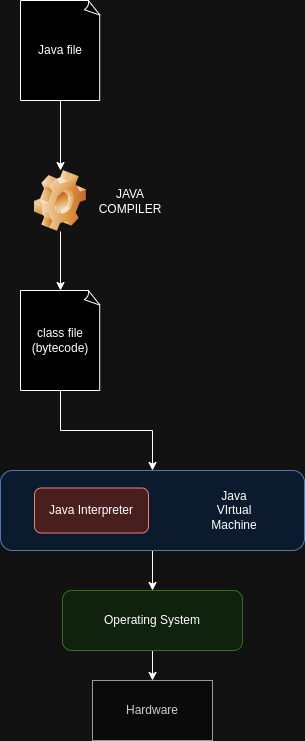 Java file
JAVA
COMPILER
class file
(bytecode)
Java Interpreter
Java
VIrtual
Machine
Operating System
Hardware